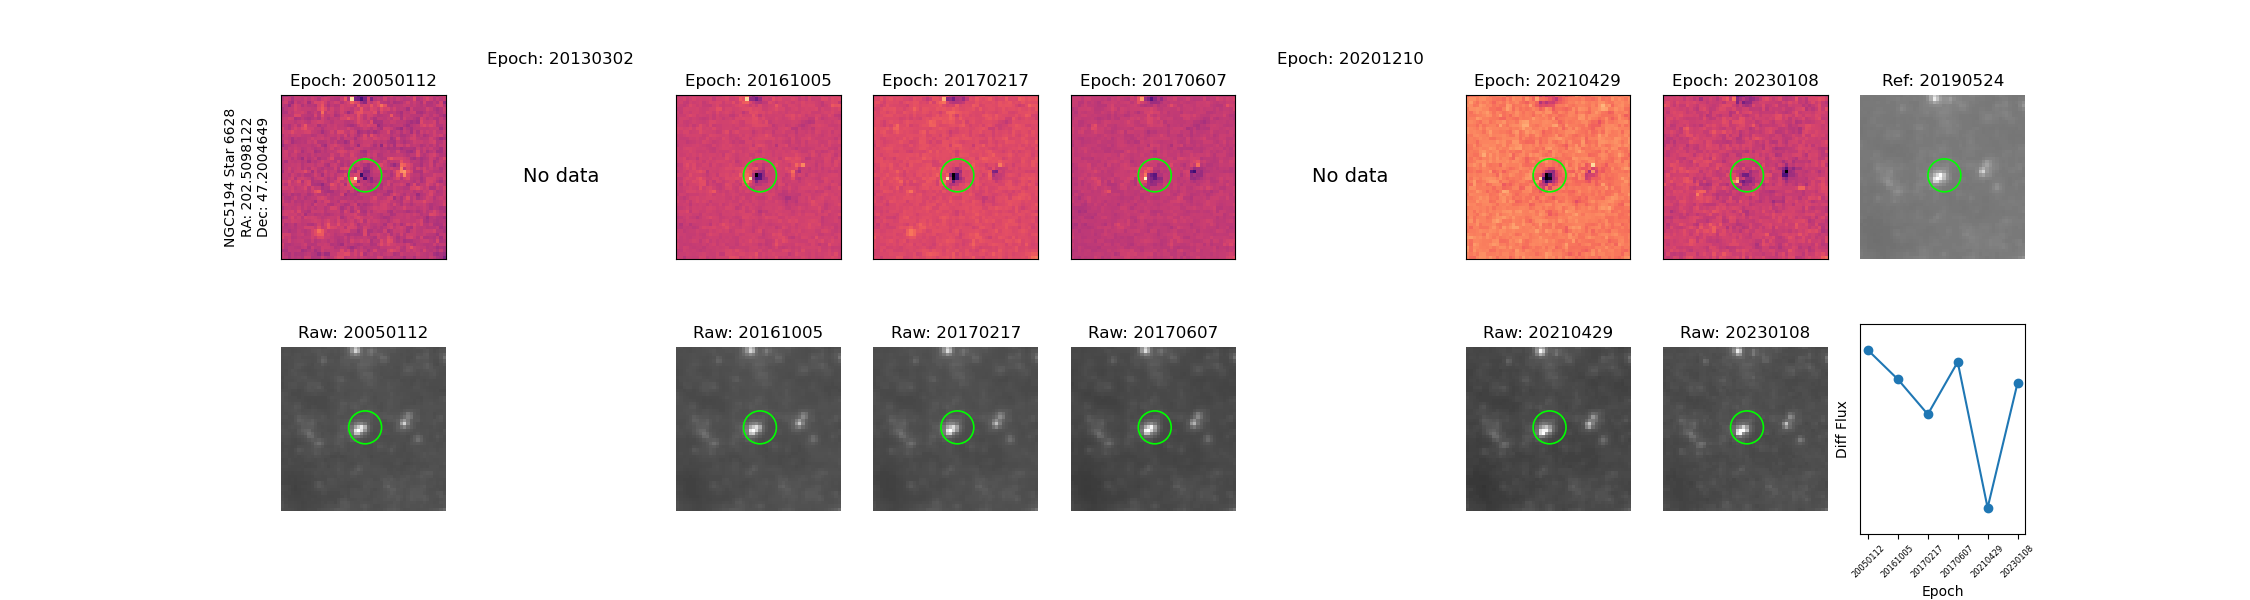 NGC5194 Star 6628
RA: 202.5098122
Dec: 47.2004649
Epoch: 20050112
Epoch: 20130302
No data
Epoch: 20161005
Epoch: 20170217
Epoch: 20170607
Epoch: 20201210
No data
Epoch: 20210429
Epoch: 20230108
Ref: 20190524
Raw: 20050112
Raw: 20161005
Raw: 20170217
Raw: 20170607
Raw: 20210429
Raw: 20230108
Diff Flux
20050112
20161005
20170217
20170607
20210429
20230108
Epoch